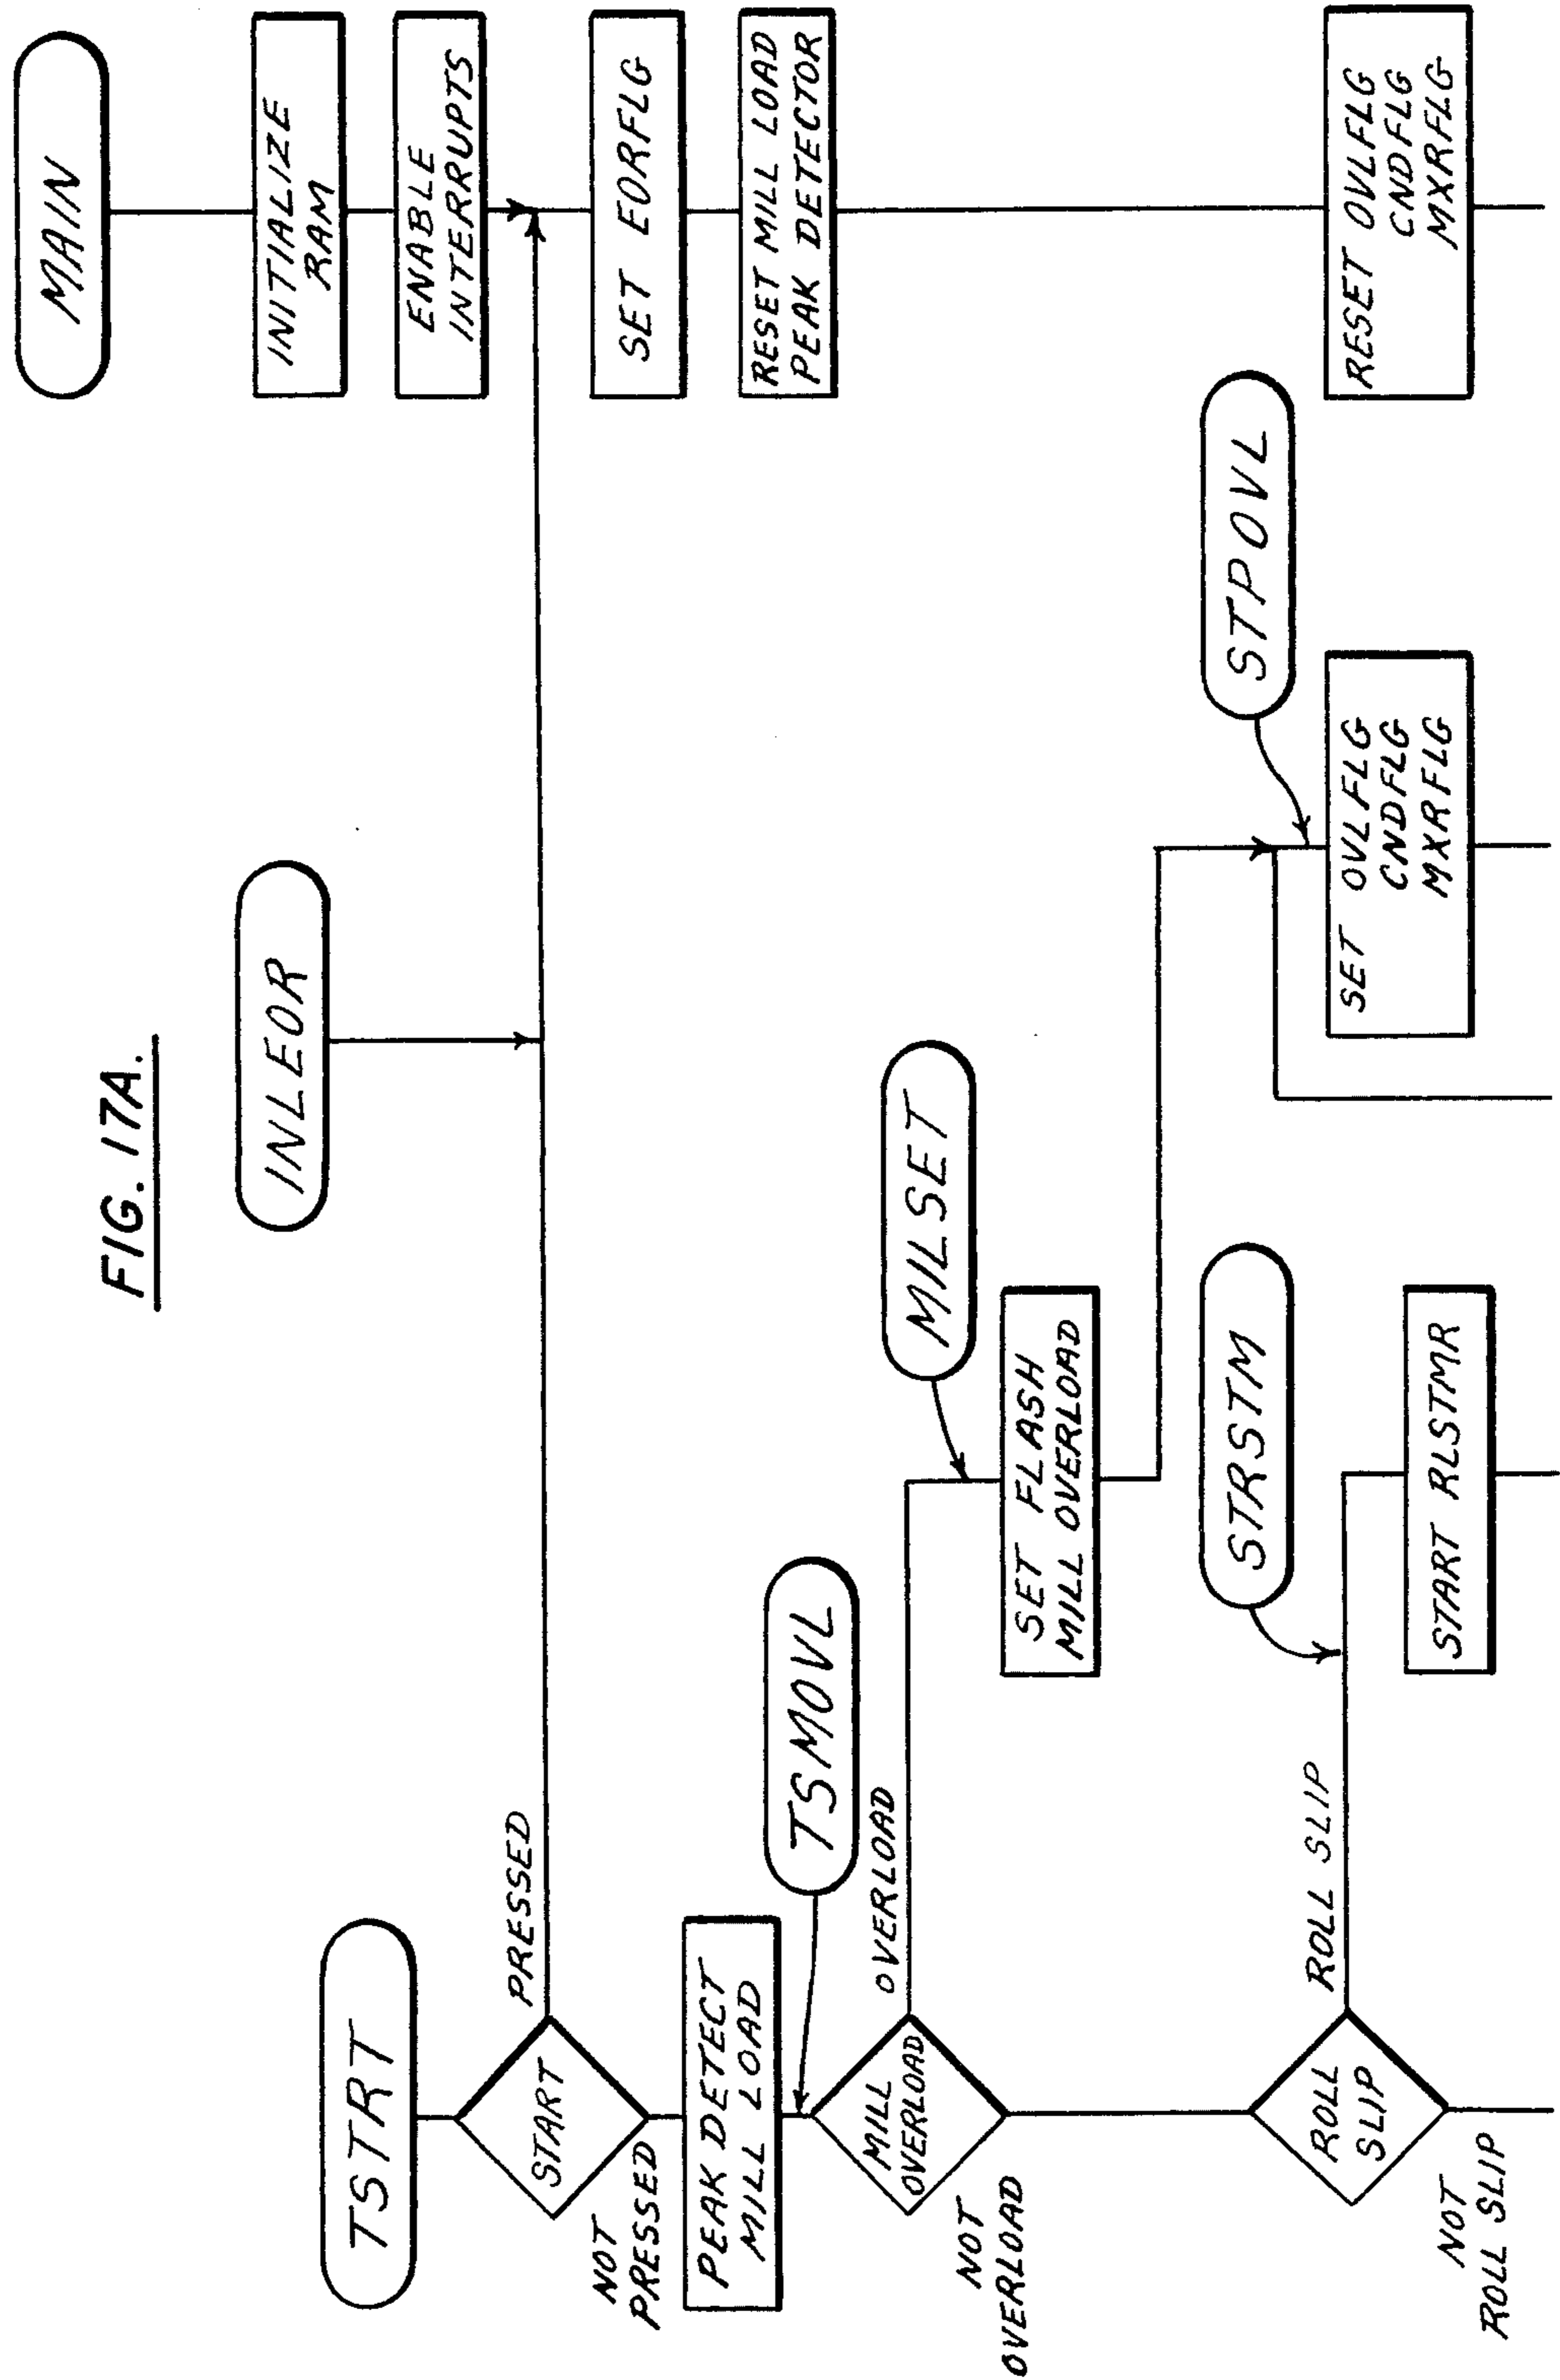 FIG. 17A.
TSTRT
START
PRESSED
NOT
PRESSED
PEAK DETECT
MILL LOAD
TSMOVL
MILL
OVERLOAD
OVERLOAD
NOT
OVERLOAD
ROLL
SLIP
ROLL SLIP
NOT
ROLL SLIP
INLEOR
MILSET
SET FLASH
MILL OVERLOAD
STRSTM
START RLSTMR
STPOVL
SET OVLFLG
CNDFLG
MXRFLG
MAIN
INITIALIZE
RAM
ENABLE
INTERRUPTS
SET EORFLG
RESET MILL LOAD
PEAK DETECTOR
RESET OVLFLG
CNDFLG
MXRFLG